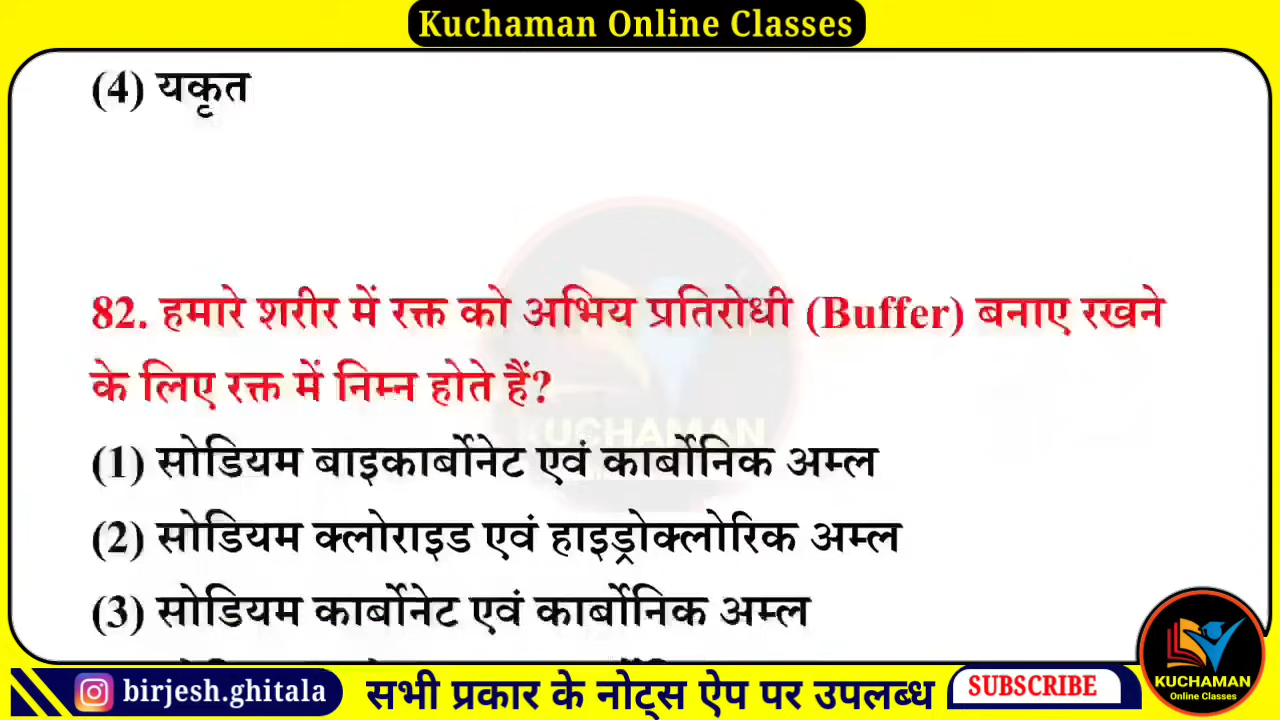 Kuchaman Online Classes
(4) यकृत
82. हमारे शरीर में रक्त को अभिय प्रतिरोधी (Buffer) बनाए रखने
के लिए रक्त में निम्न होते हैं?
KUCHAMAN
(1) सोडियम बाइकार्बोनेट एवं कार्बोनिक अम्ल
(2) सोडियम क्लोराइड एवं हाइड्रोक्लोरिक अम्ल
(3) सोडियम कार्बोनेट एवं कार्बोनिक अम्ल
KUCHAMAN
Online Classes
birjesh.ghitala
सभी प्रकार के नोट्स ऐप पर उपलब्ध
SUBSCRIBE